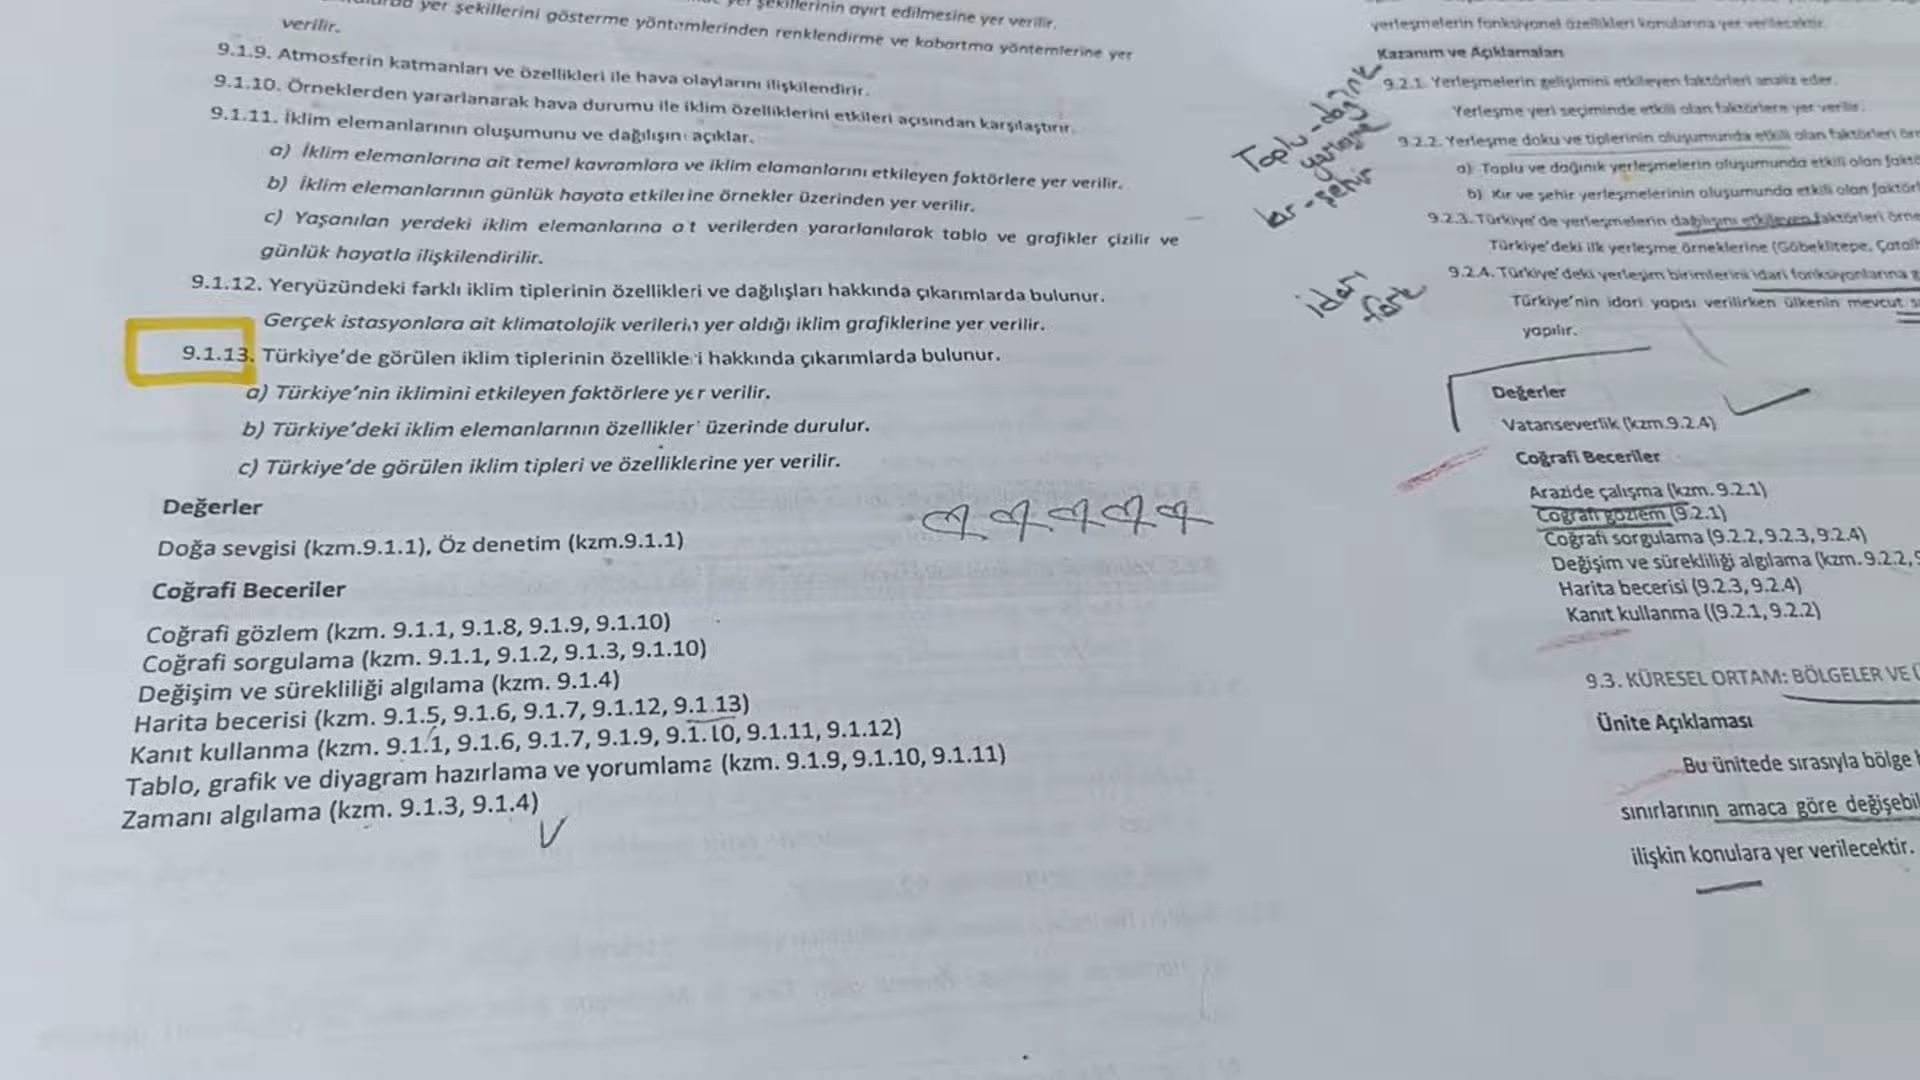 yer şekillerinin ayırt edilmesine yer verilir.
yer şekillerini gösterme yöntemlerinden renklendirme ve kabartma yöntemlerine yer
verilir.
9.1.9. Atmosferin katmanları ve özellikleri ile hava olaylarını ilişkilendirir.
9.1.10. Örneklerden yararlanarak hava durumu ile iklim özelliklerini etkileri açısından karşılaştırır.
9.1.11. İklim elemanlarının oluşumunu ve dağılışını açıklar.
a) İklim elemanlarına ait temel kavramlara ve iklim elamanlarını etkileyen faktörlere yer verilir.
b) İklim elemanlarının günlük hayata etkilerine örnekler üzerinden yer verilir.
c) Yaşanılan yerdeki iklim elemanlarına ait verilerden yararlanılarak tablo ve grafikler çizilir ve
günlük hayatla ilişkilendirilir.
9.1.12. Yeryüzündeki farklı iklim tiplerinin özellikleri ve dağılışları hakkında çıkarımlarda bulunur.
Gerçek istasyonlara ait klimatolojik verilerin yer aldığı iklim grafiklerine yer verilir.
9.1.13. Türkiye’de görülen iklim tiplerinin özellikleri hakkında çıkarımlarda bulunur.
a) Türkiye’nin iklimini etkileyen faktörlere yer verilir.
b) Türkiye’deki iklim elemanlarının özellikleri üzerinde durulur.
c) Türkiye’de görülen iklim tipleri ve özelliklerine yer verilir.
Değerler
Doğa sevgisi (kzm.9.1.1), Öz denetim (kzm.9.1.1)
Coğrafi Beceriler
Coğrafi gözlem (kzm. 9.1.1, 9.1.8, 9.1.9, 9.1.10)
Coğrafi sorgulama (kzm. 9.1.1, 9.1.2, 9.1.3, 9.1.10)
Değişim ve sürekliliği algılama (kzm. 9.1.4)
Harita becerisi (kzm. 9.1.5, 9.1.6, 9.1.7, 9.1.12, 9.1.13)
Kanıt kullanma (kzm. 9.1.1, 9.1.6, 9.1.7, 9.1.9, 9.1.10, 9.1.11, 9.1.12)
Tablo, grafik ve diyagram hazırlama ve yorumlama (kzm. 9.1.9, 9.1.10, 9.1.11)
Zamanı algılama (kzm. 9.1.3, 9.1.4)
yerleşmelerin fonksiyonel özellikleri konularına yer verilecektir.
Kazanım ve Açıklamaları
9.2.1. Yerleşmelerin gelişimini etkileyen faktörleri analiz eder.
Yerleşme yeri seçiminde etkili olan faktörlere yer verilir.
Toplu - dağınık
yerleşme
kır - şehir
9.2.2. Yerleşme doku ve tiplerinin oluşumunda etkili olan faktörleri
a) Toplu ve dağınık yerleşmelerin oluşumunda etkili olan
b) Kır ve şehir yerleşmelerinin oluşumunda etkili olan
9.2.3. Türkiye’de yerleşmelerin dağılışını etkileyen faktörleri
Türkiye’deki ilk yerleşme örneklerine (Göbeklitepe,
idari
9.2.4. Türkiye’deki yerleşim birimlerini idari fonksiyonlarına
Türkiye’nin idari yapısı verilirken ülkenin mevcut
yapılır.
Değerler
Vatanseverlik (kzm.9.2.4)
Coğrafi Beceriler
Arazide çalışma (kzm. 9.2.1)
Coğrafi gözlem (9.2.1)
Coğrafi sorgulama (9.2.2, 9.2.3, 9.2.4)
Değişim ve sürekliliği algılama (kzm. 9.2.2,
Harita becerisi (9.2.3, 9.2.4)
Kanıt kullanma ((9.2.1, 9.2.2)
9.3. KÜRESEL ORTAM: BÖLGELER VE
Ünite Açıklaması
Bu ünitede sırasıyla bölge
sınırlarının amaca göre
ilişkin konulara yer verilecektir.